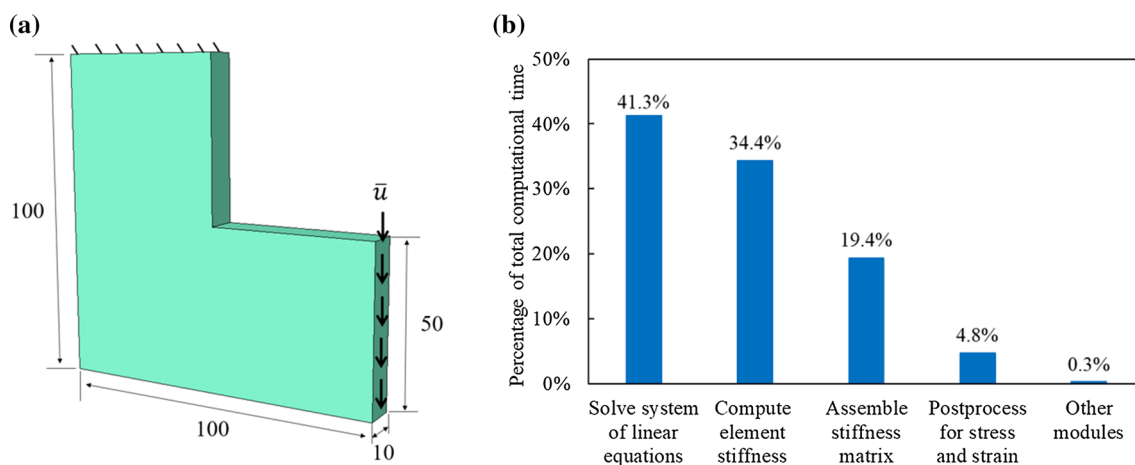 (a)
100
ū
50
100
10
(b)
Percentage of total computational time
50%
40%
30%
20%
10%
0%
41.3%
34.4%
19.4%
4.8%
0.3%
Solve system
of linear
equations
Compute
element
stiffness
Assemble
stiffness
matrix
Postprocess
for stress
and strain
Other
modules